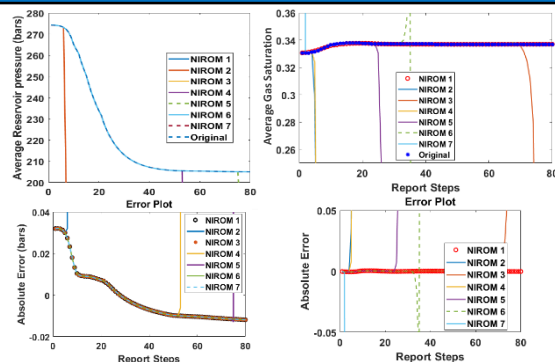 Average Reservoir pressure (bars)
280
260
240
220
200
0
20
40
60
80
NIROM 1
NIROM 2
NIROM 3
NIROM 4
NIROM 5
NIROM 6
NIROM 7
Original
Average Gas Saturation
0.36
0.34
0.32
0.3
0.28
0.26
0
20
40
60
80
Report Steps
NIROM 1
NIROM 2
NIROM 3
NIROM 4
NIROM 5
NIROM 6
NIROM 7
Original
Error Plot
Absolute Error (bars)
0.04
0.02
0
-0.02
0
20
40
60
80
Report Steps
NIROM 1
NIROM 2
NIROM 3
NIROM 4
NIROM 5
NIROM 6
NIROM 7
Error Plot
Absolute Error
0.05
0
-0.05
0
20
40
60
80
Report Steps
NIROM 1
NIROM 2
NIROM 3
NIROM 4
NIROM 5
NIROM 6
NIROM 7